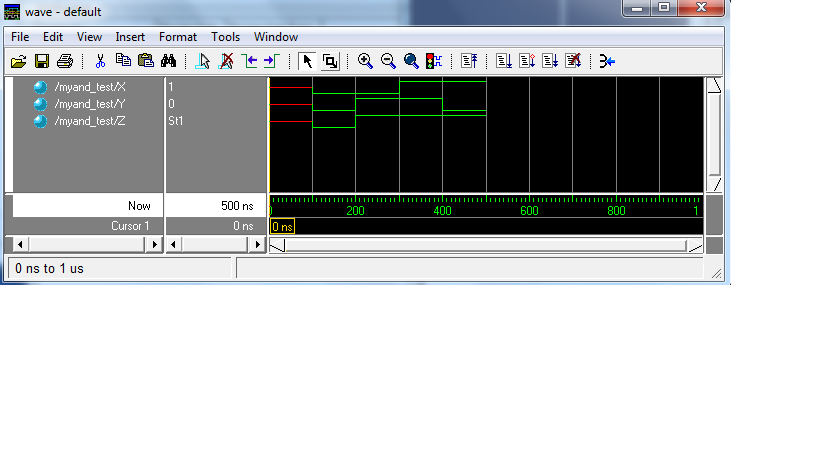 wave - default
File Edit View Insert Format Tools Window
/myand_test/X 1
/myand_test/Y 0
/myand_test/Z St1
Now 500 ns 200 400 600 800 1
Cursor 1 0 ns 0 ns
0 ns to 1 us